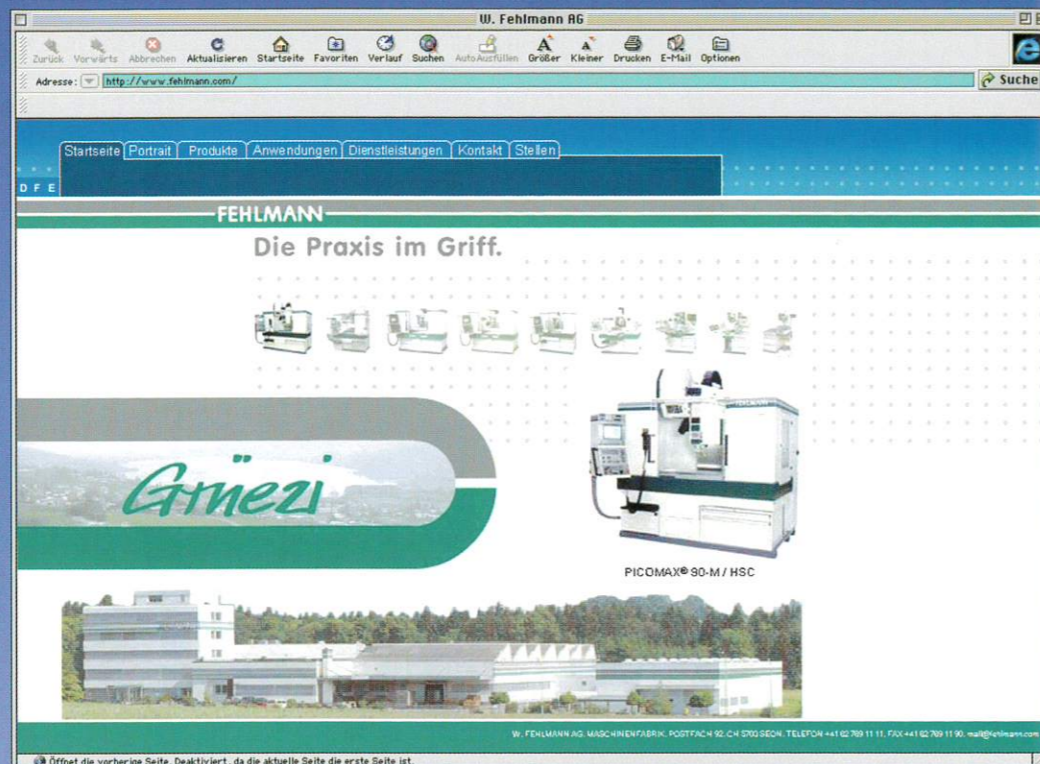 W. Fehlmann AG
Zurück Vorwärts Abbrechen Aktualisieren Startseite Favoriten Verlauf Suchen AutoAusfüllen Größer Kleiner Drucken E-Mail Optionen
Adresse: http://www.fehlmann.com/ Suche
Startseite Portrait Produkte Anwendungen Dienstleistungen Kontakt Stellen
D F E
FEHLMANN
Die Praxis im Griff.
FEHLMANN
Grüezi
PICOMAX® 90-M / HSC
W. FEHLMANN AG, MASCHINENFABRIK, POSTFACH 92, CH 5703 SEON, TELEFON +41 62 769 11 11, FAX +41 62 769 11 90, mail@fehlmann.com
Öffnet die vorherige Seite. Deaktiviert, da die aktuelle Seite die erste Seite ist.